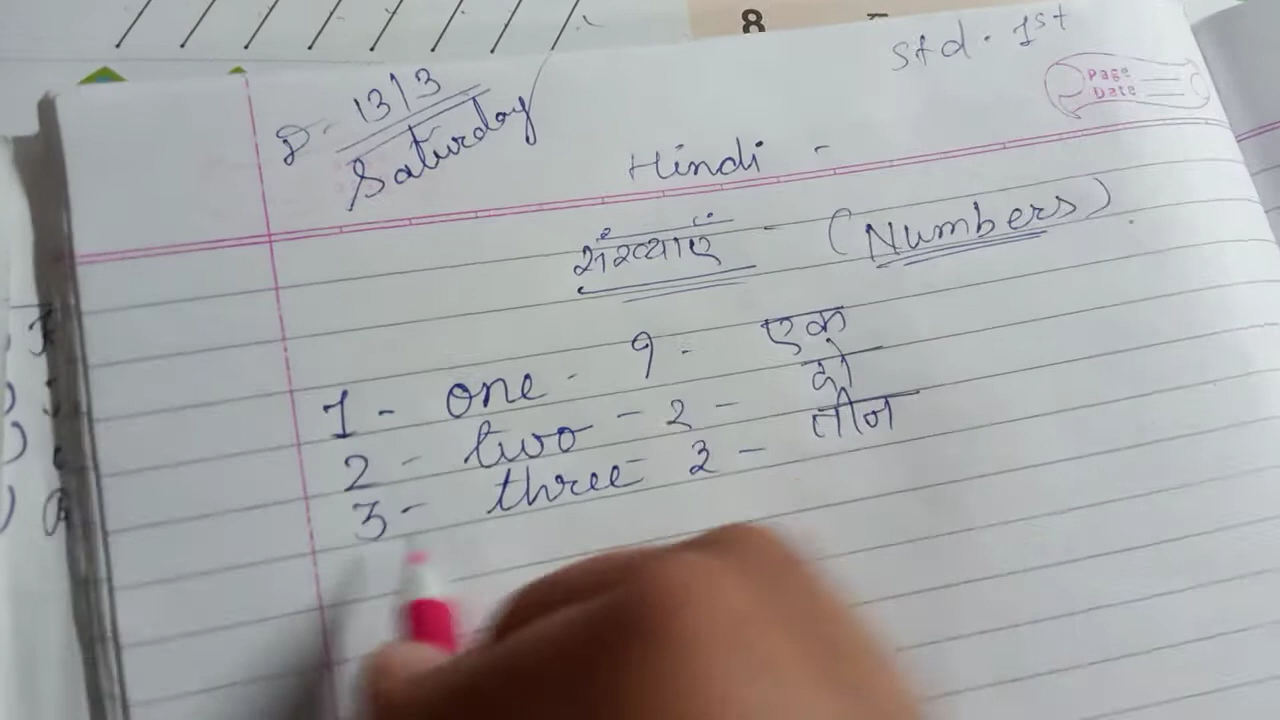 8
Std. 1st
Page
Date
D. 13/3
Saturday
Hindi -
संख्याएँ - (Numbers).
1 - one - १ - एक
2 - two - २ - दो
3 - three - ३ - तीन